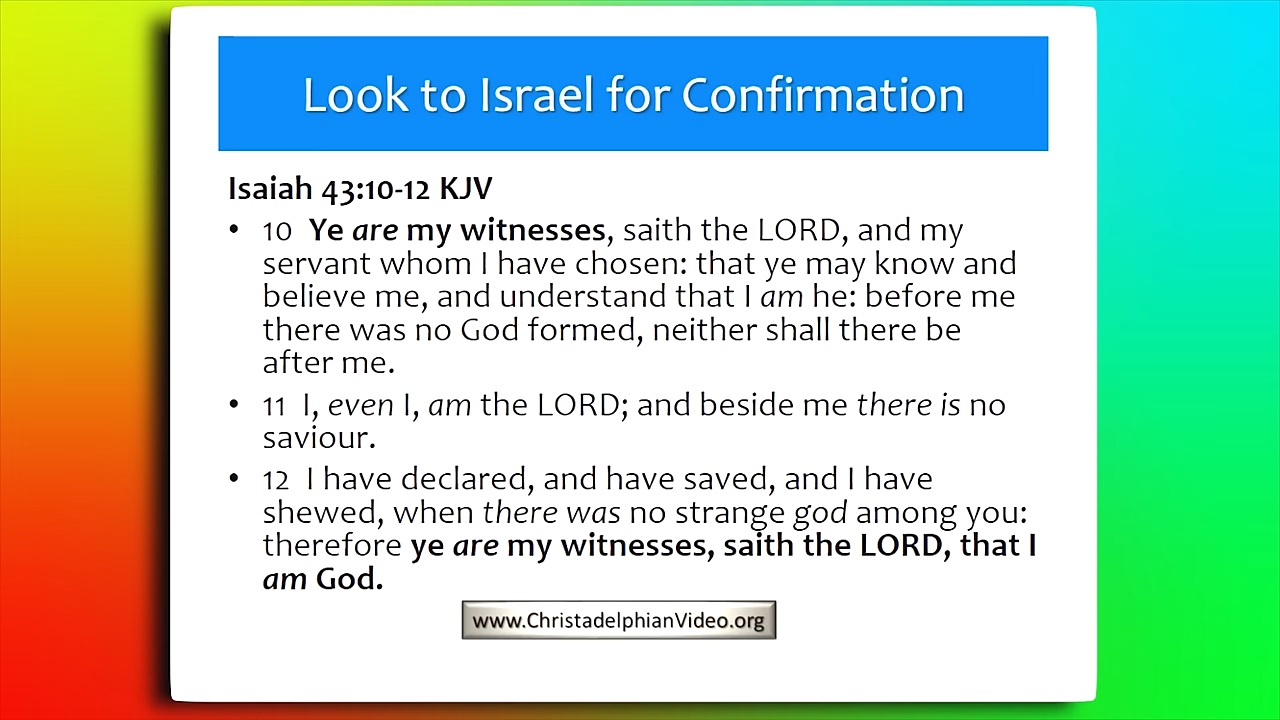 Look to Israel for Confirmation
Isaiah 43:10-12 KJV
• 10 Ye are my witnesses, saith the LORD, and my
servant whom I have chosen: that ye may know and
believe me, and understand that I am he: before me
there was no God formed, neither shall there be
after me.
• 11 I, even I, am the LORD; and beside me there is no
saviour.
• 12 I have declared, and have saved, and I have
shewed, when there was no strange god among you:
therefore ye are my witnesses, saith the LORD, that I
am God.
www.ChristadelphianVideo.org